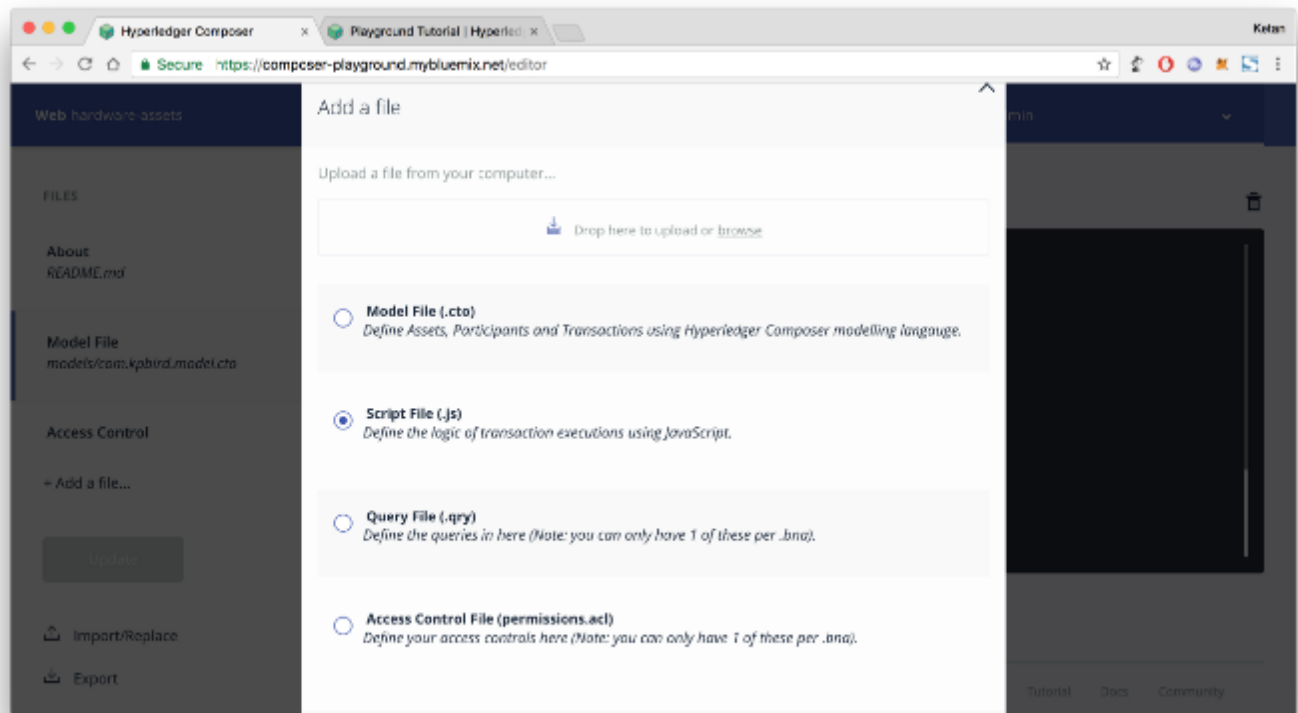 Hyperledger Composer
Playground Tutorial | Hyperled
Ketan
Secure https://composer-playground.mybluemix.net/editor
Web hardware-assets
Add a file
min
Upload a file from your computer...
FILES
Drop here to upload or browse
About
README.md
Model File (.cto)
Define Assets, Participants and Transactions using Hyperledger Composer modelling langauge.
Model File
models/com.kpbird.model.cto
Script File (.js)
Define the logic of transaction executions using JavaScript.
Access Control
+ Add a file...
Query File (.qry)
Define the queries in here (Note: you can only have 1 of these per .bna).
Update
Access Control File (permissions.acl)
Define your access controls here (Note: you can only have 1 of these per .bna).
Import/Replace
Export
Tutorial Docs Community